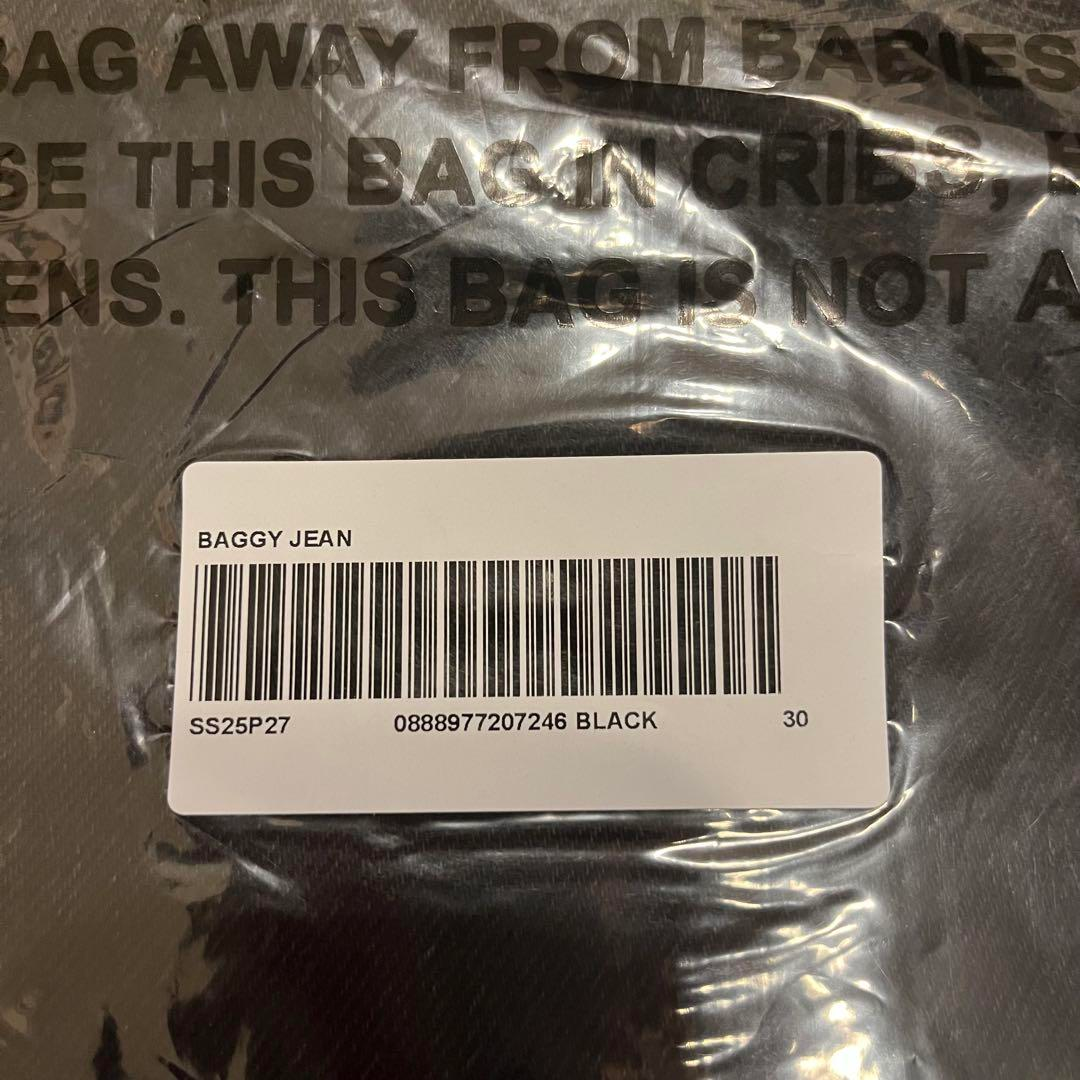 BAG AWAY FROM BABIES
SE THIS BAG IN CRIBS,
ENS. THIS BAG IS NOT A
BAGGY JEAN
SS25P27 0888977207246 BLACK 30